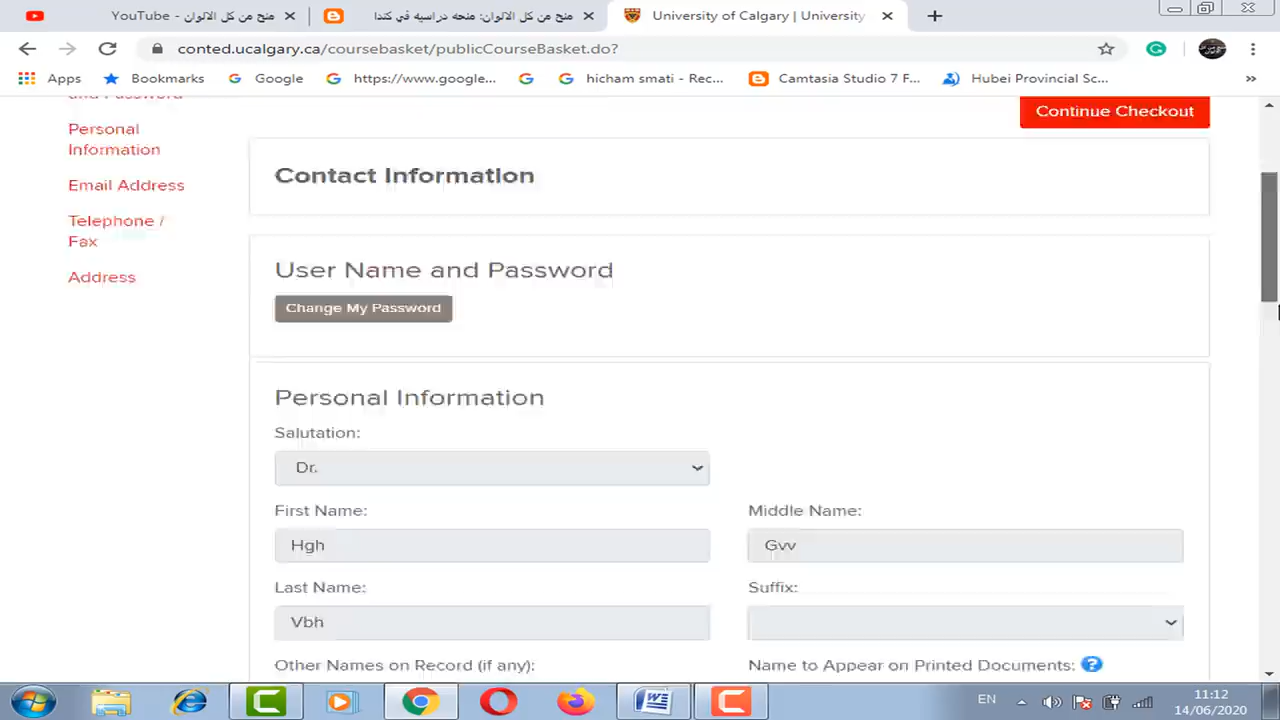 YouTube - منح من كل الالوان
منح من كل الالوان: منحه دراسيه في كندا
University of Calgary | University
conted.ucalgary.ca/coursebasket/publicCourseBasket.do?
Apps
Bookmarks
Google
https://www.google...
hicham smati - Rec...
Camtasia Studio 7 F...
Hubei Provincial Sc...
»
and Password
Personal
Information
Email Address
Telephone /
Fax
Address
Continue Checkout
Contact Information
User Name and Password
Change My Password
Personal Information
Salutation:
Dr.
First Name:
Middle Name:
Hgh
Gvv
Last Name:
Suffix:
Vbh
Other Names on Record (if any):
Name to Appear on Printed Documents: ?
EN
11:12
14/06/2020